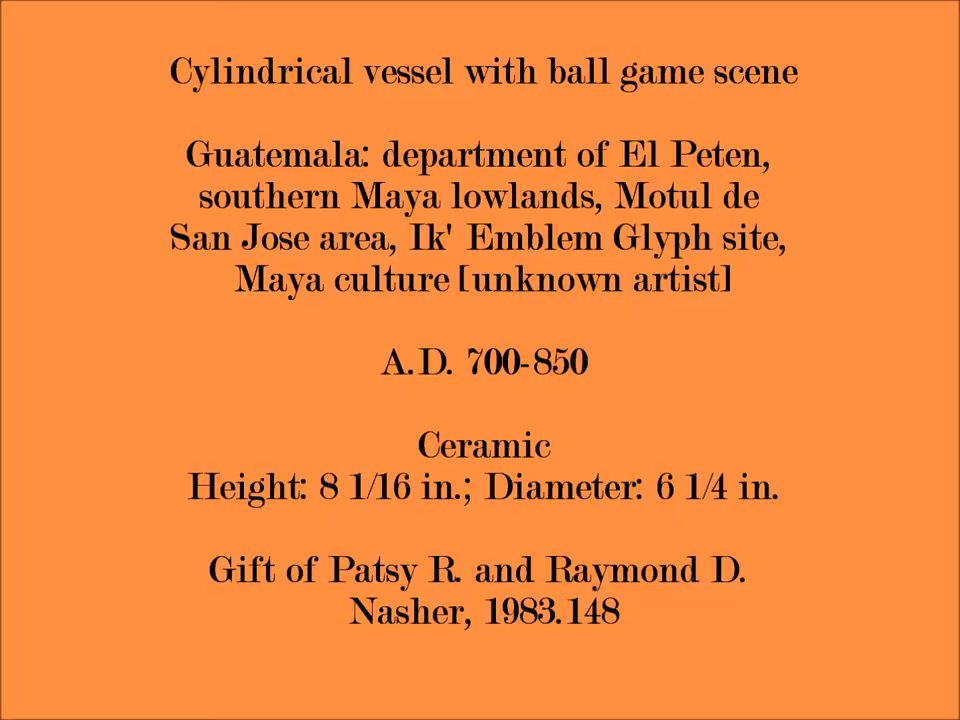 Cylindrical vessel with ball game scene
Guatemala: department of El Peten,
southern Maya lowlands, Motul de
San Jose area, Ik' Emblem Glyph site,
Maya culture [unknown artist]
A.D. 700-850
Ceramic
Height: 8 1/16 in.; Diameter: 6 1/4 in.
Gift of Patsy R. and Raymond D.
Nasher, 1983.148